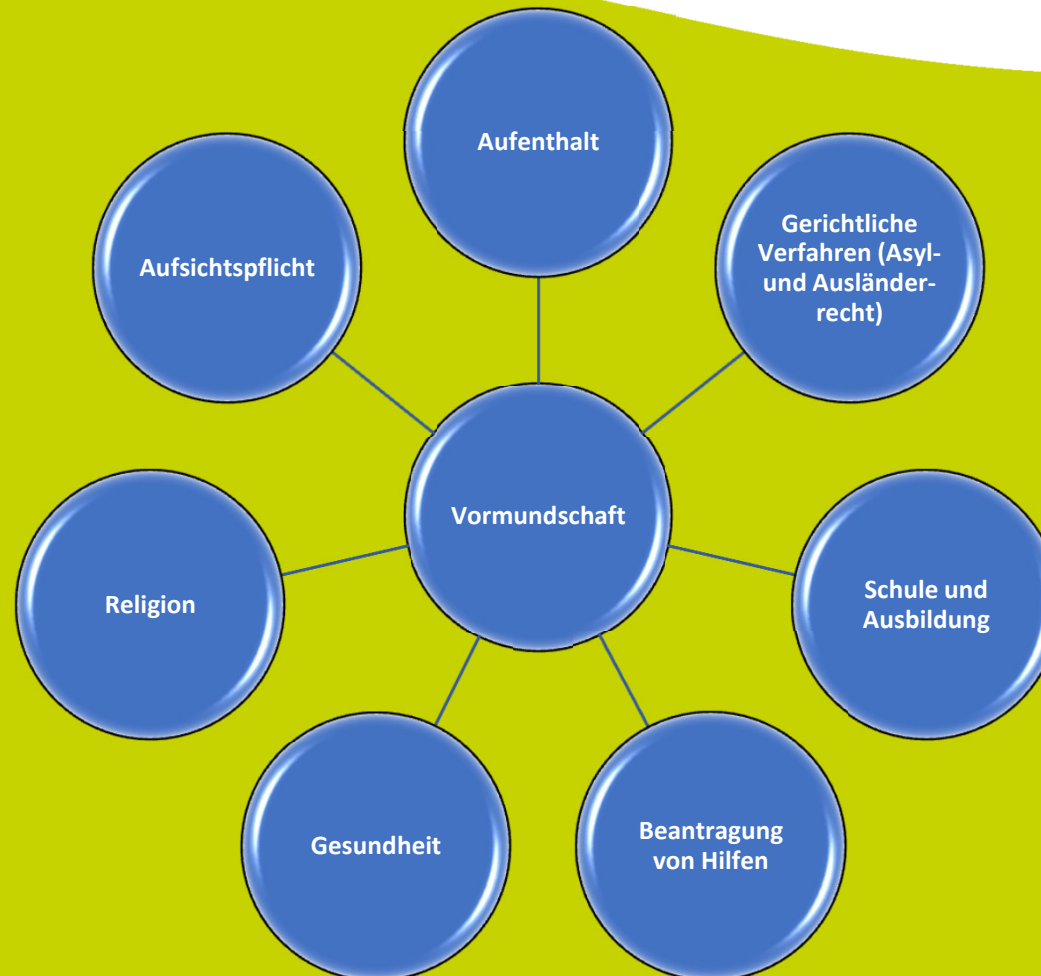 Aufenthalt
Gerichtliche
Verfahren (Asyl-
und Ausländer-
recht)
Aufsichtspflicht
Vormundschaft
Schule und
Ausbildung
Religion
Beantragung
von Hilfen
Gesundheit